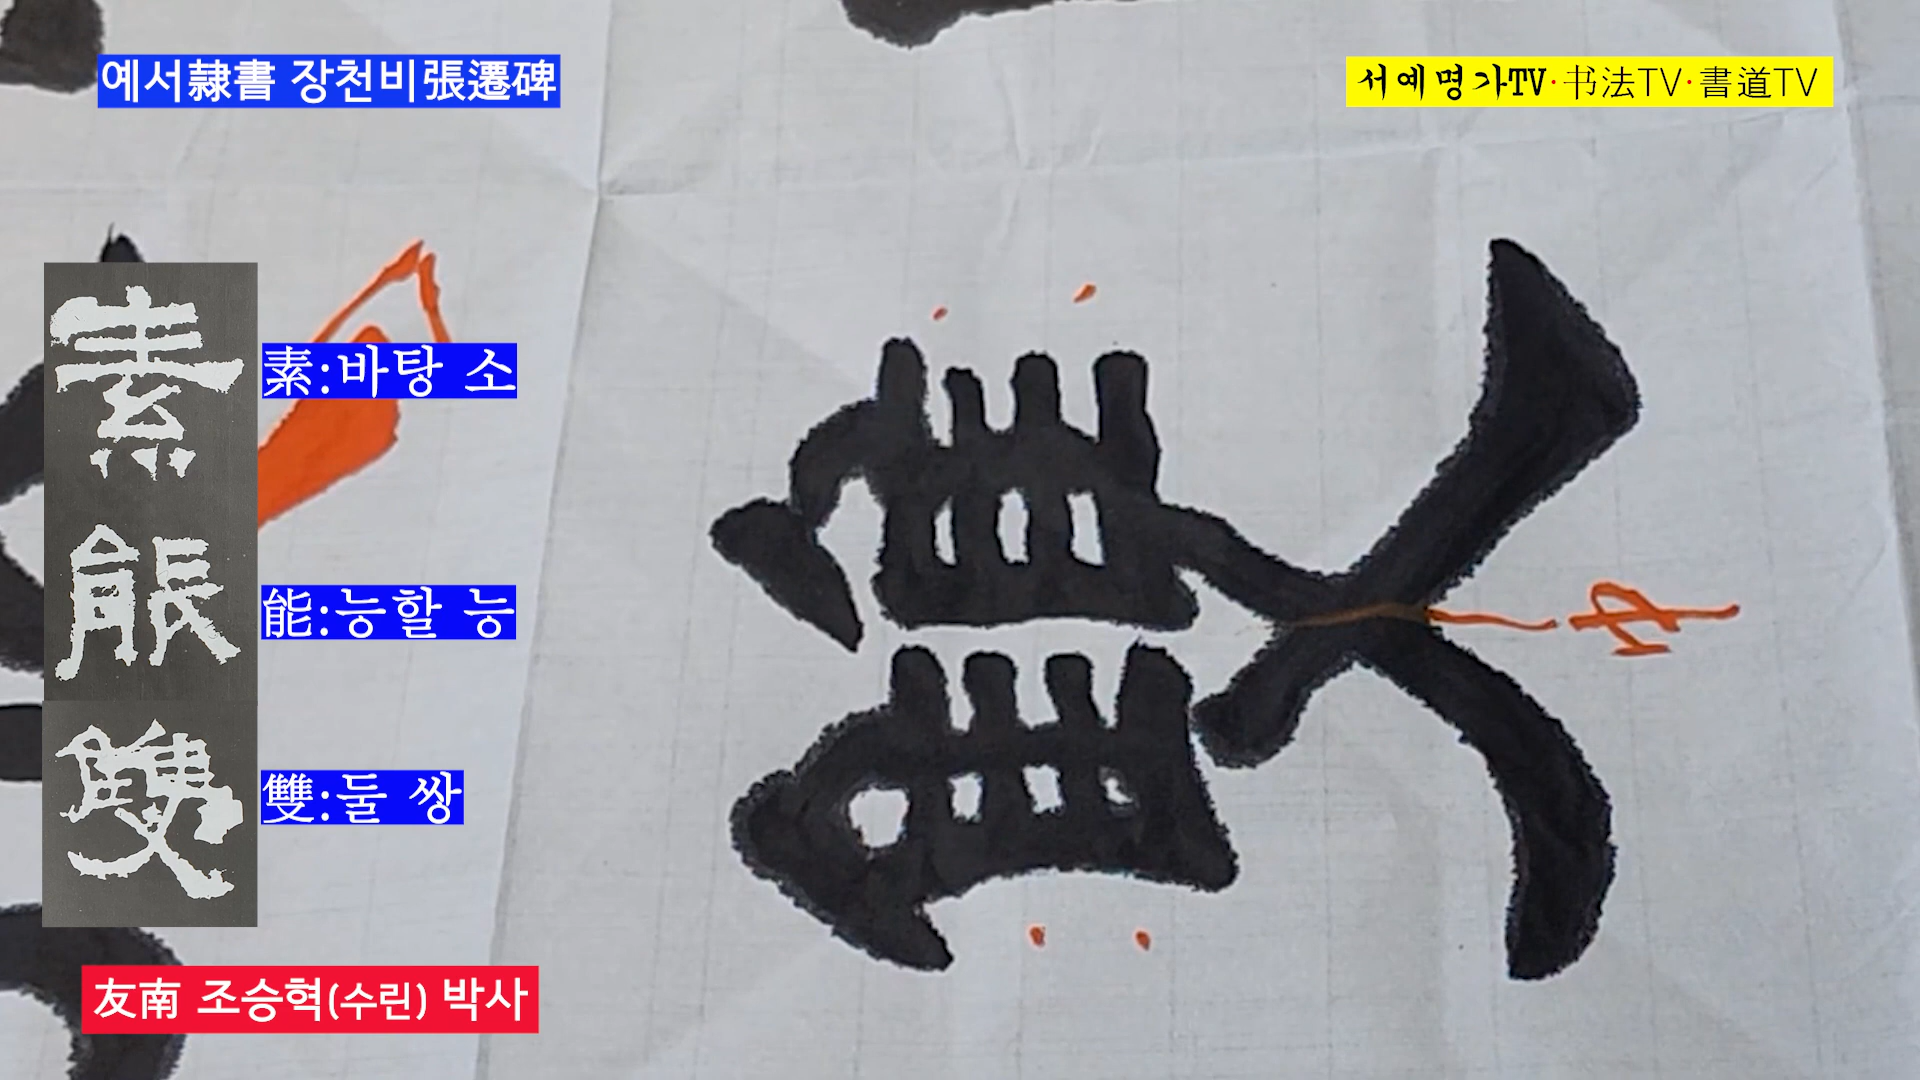 예서隷書 장천비張遷碑
서예명가TV·书法TV·書道TV
素
素:바탕 소
能
能:능할 능
雙
雙:둘 쌍
雙
中
友南 조승혁(수린) 박사